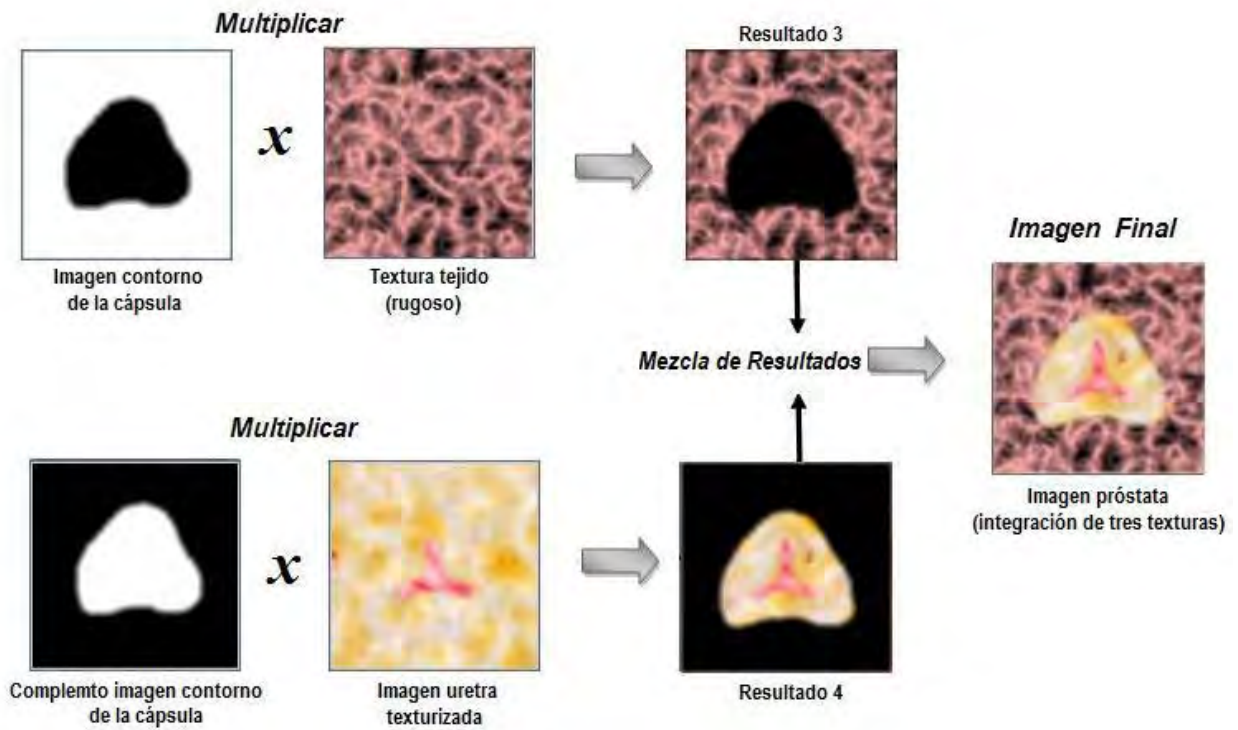 Multiplicar
Resultado 3
x
Imagen contorno
de la cápsula
Textura tejido
(rugoso)
Imagen Final
Mezcla de Resultados
Imagen próstata
(integración de tres texturas)
Multiplicar
x
Complemto imagen contorno
de la cápsula
Imagen uretra
texturizada
Resultado 4